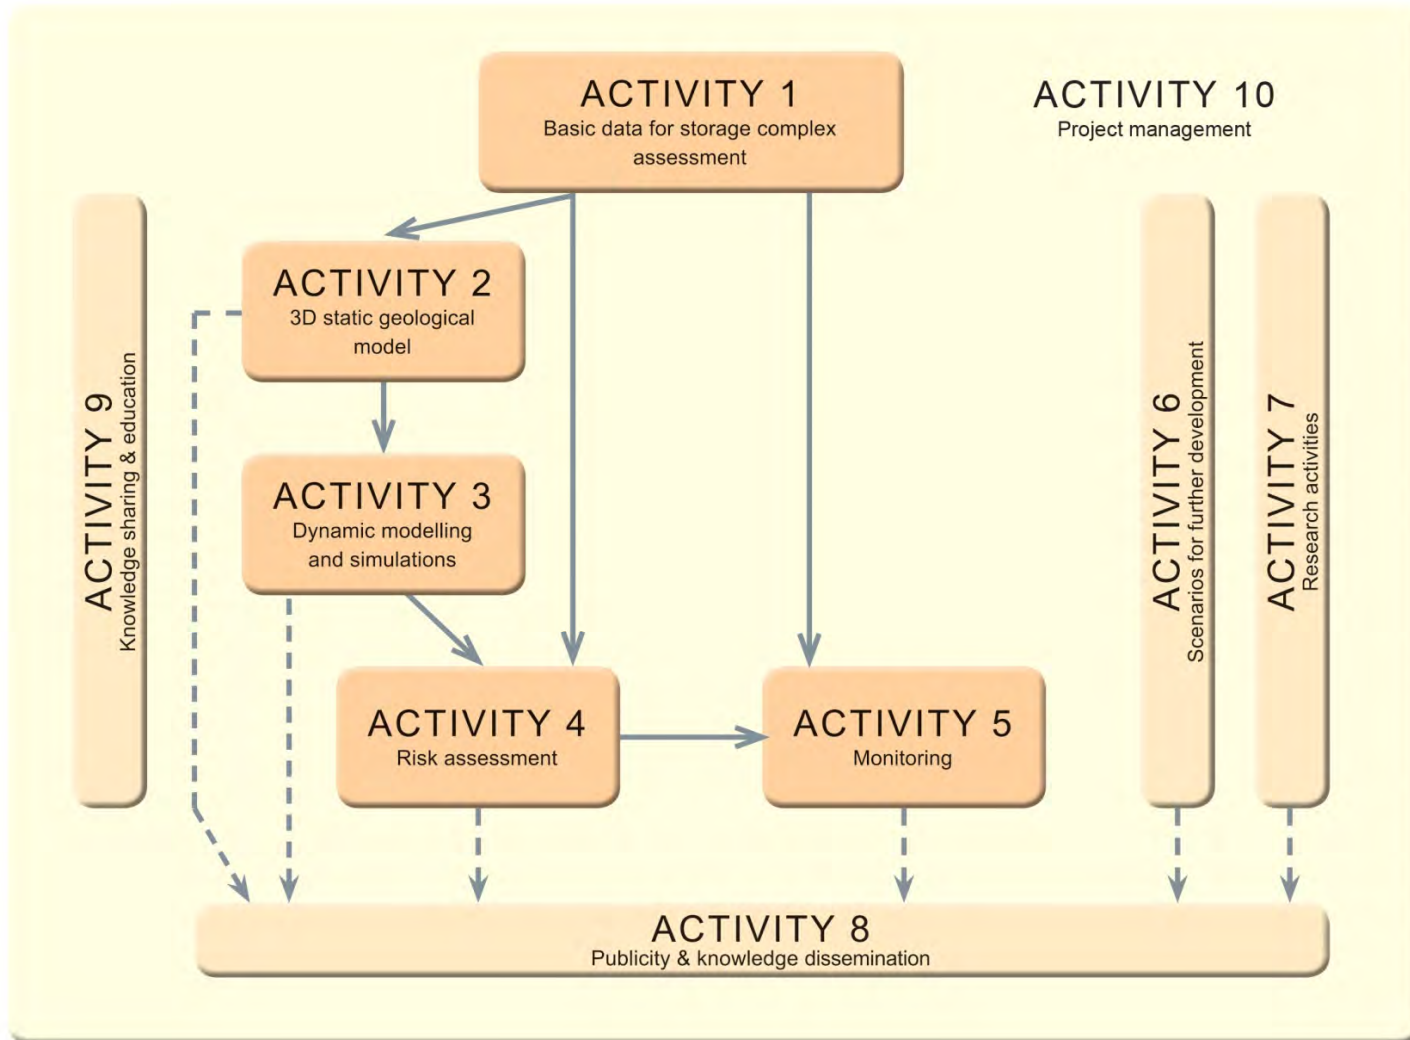 ACTIVITY 1
Basic data for storage complex
assessment
ACTIVITY 10
Project management
ACTIVITY 2
3D static geological
model
ACTIVITY 3
Dynamic modelling
and simulations
ACTIVITY 9
Knowledge sharing & education
ACTIVITY 6
Scenarios for further development
ACTIVITY 7
Research activities
ACTIVITY 4
Risk assessment
ACTIVITY 5
Monitoring
ACTIVITY 8
Publicity & knowledge dissemination